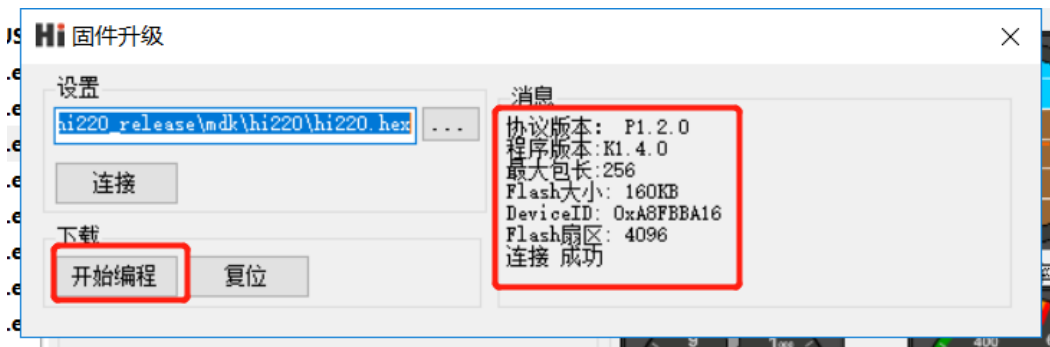 Hi 固件升级
设置
hi220_release\mdk\hi220\hi220.hex
...
连接
下载
开始编程
复位
消息
协议版本: P1.2.0
程序版本:K1.4.0
最大包长:256
Flash大小: 160KB
DeviceID: 0xA8FBBA16
Flash扇区: 4096
连接 成功
9
400